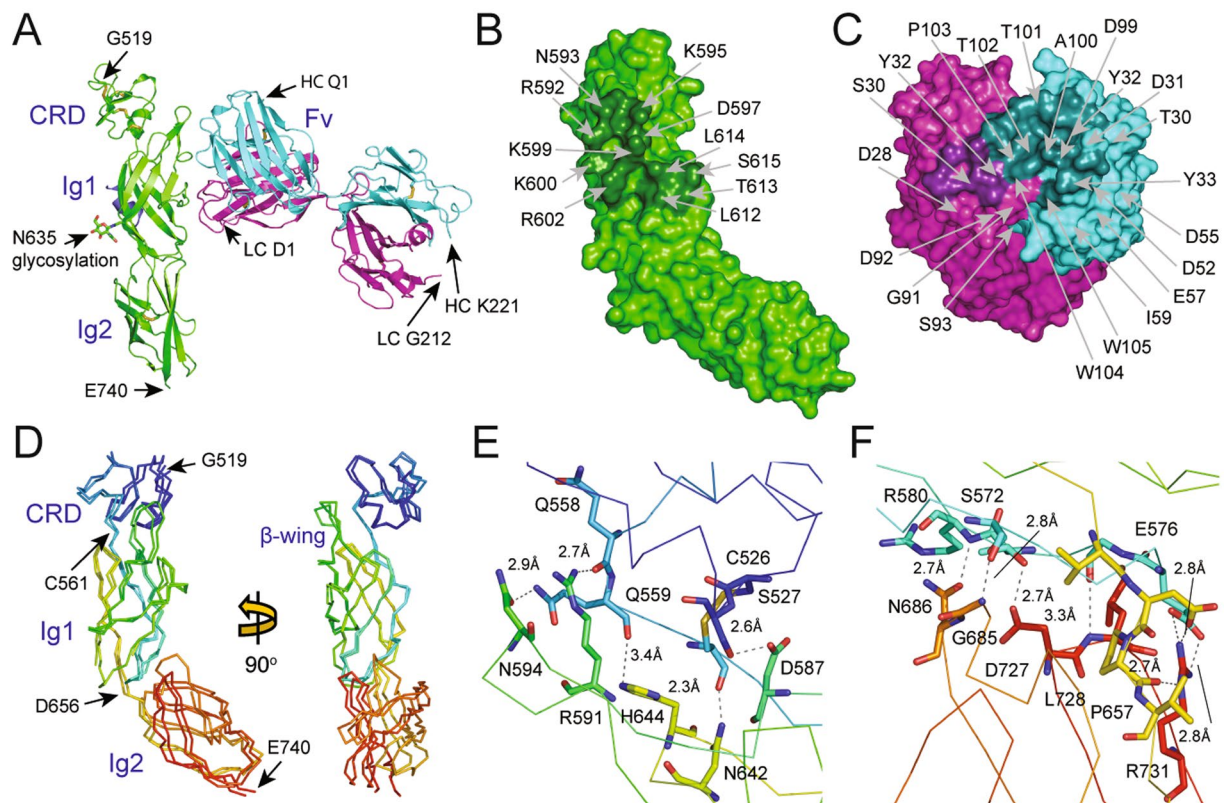 A
G519
HC Q1
CRD
Fv
Ig1
N635
glycosylation
LC D1
Ig2
HC K221
LC G212
E740
B
N593
K595
R592
D597
L614
K599
S615
K600
T613
R602
L612
C
P103
T102
T101
A100
D99
Y32
Y32
D31
S30
T30
D28
Y33
D55
D92
D52
G91
E57
S93
I59
W105
W104
D
G519
CRD
β-wing
C561
Ig1
90º
D656
E740
Ig2
E
Q558
2.7Å
C526
2.9Å
Q559
S527
2.6Å
N594
3.4Å
D587
R591
H644
2.3Å
N642
F
R580
S572
2.8Å
E576
2.7Å
2.8Å
N686
2.7Å
G685
3.3Å
D727
2.7Å
L728
P657
2.8Å
R731